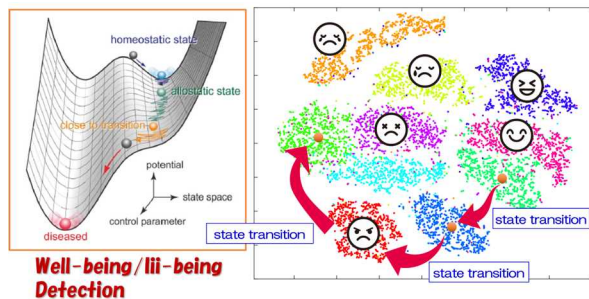 homeostatic state
allostatic state
close to transition
potential
state space
control parameter
diseased
Well-being/Iii-being
Detection
state transition
state transition
state transition